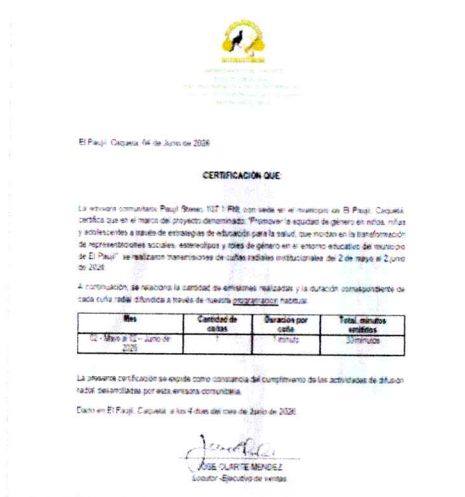 El Paujil, Caquetá, 04 de Junio de 2026
CERTIFICACIÓN QUE:
La emisora comunitaria Paujil Stereo, 107.1 FM, con sede en el municipio de El Paujil, Caquetá,
certifica que en el marco del proyecto denominado: "Promover la equidad de género en niños, niñas
y adolescentes a través de estrategias de educación para la salud, que incidan en la transformación
de representaciones sociales, estereotipos y roles de género en el entorno educativo del municipio
de El Paujil" se realizaron transmisiones de cuñas radiales institucionales del 2 de mayo al 2 junio
de 2026.
A continuación, se relaciona la cantidad de emisiones realizadas y la duración correspondiente de
cada cuña radial difundida a través de nuestra programación habitual.
Mes Cantidad de cuñas Duración por cuña Total, minutos emitidos
02 - Mayo al 02 – Junio de 2026 1 1 minuto 30 minutos
La presente certificación se expide como constancia del cumplimiento de las actividades de difusión
radial desarrolladas por esta emisora comunitaria.
Dado en El Paujil, Caquetá, a los 4 días del mes de Junio de 2026.
JOSE OLARTE MENDEZ
Locutor -Ejecutivo de ventas